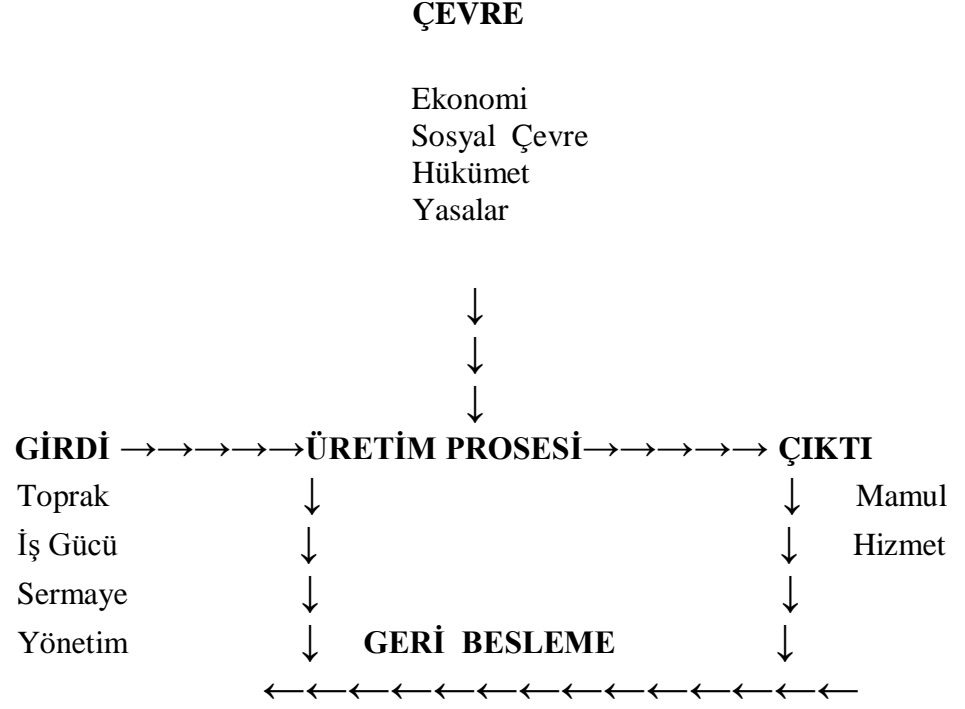 ÇEVRE
Ekonomi
Sosyal Çevre
Hükümet
Yasalar
↓
↓
↓
GİRDİ →→→→→ÜRETİM PROSESİ→→→→→ ÇIKTI
Toprak ↓ ↓ Mamul
İş Gücü ↓ ↓ Hizmet
Sermaye ↓ ↓
Yönetim ↓ GERİ BESLEME ↓
←←←←←←←←←←←←←←